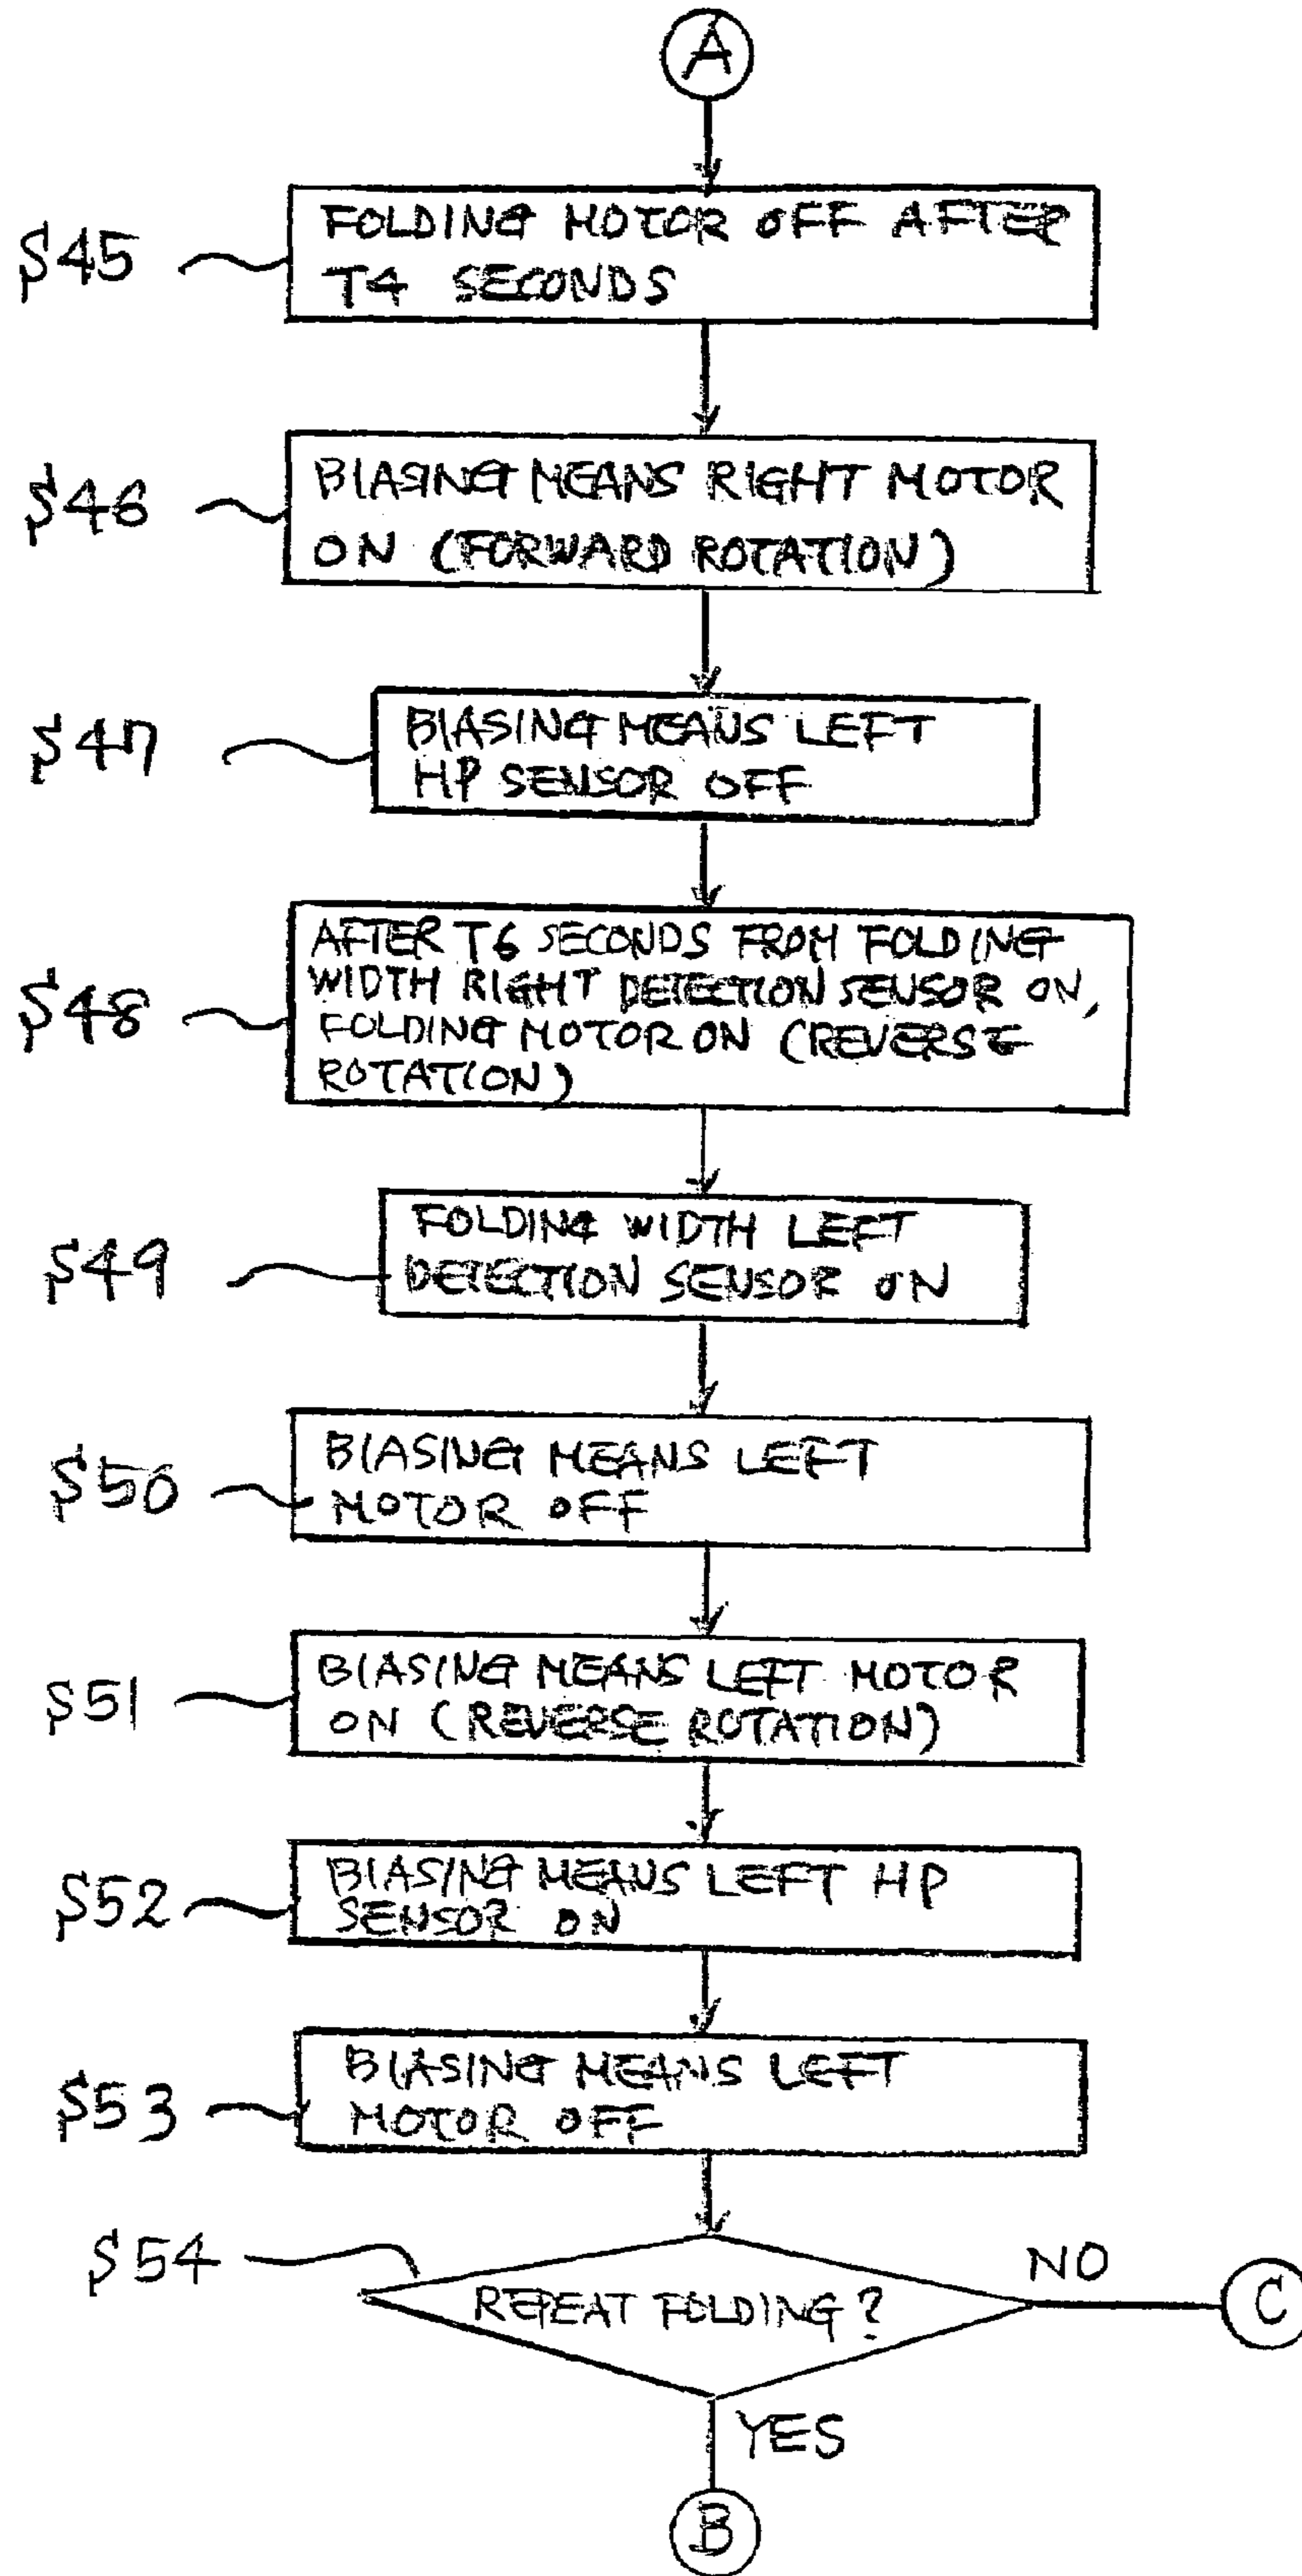 A
S45
FOLDING MOTOR OFF AFTER
T4 SECONDS
S46
BIASING MEANS RIGHT MOTOR
ON (FORWARD ROTATION)
S47
BIASING MEANS LEFT
HP SENSOR OFF
S48
AFTER T6 SECONDS FROM FOLDING
WIDTH RIGHT DETECTION SENSOR ON,
FOLDING MOTOR ON (REVERSE
ROTATION)
S49
FOLDING WIDTH LEFT
DETECTION SENSOR ON
S50
BIASING MEANS LEFT
MOTOR OFF
S51
BIASING MEANS LEFT MOTOR
ON (REVERSE ROTATION)
S52
BIASING MEANS LEFT HP
SENSOR ON
S53
BIASING MEANS LEFT
MOTOR OFF
S54
REPEAT FOLDING?
NO
C
YES
B